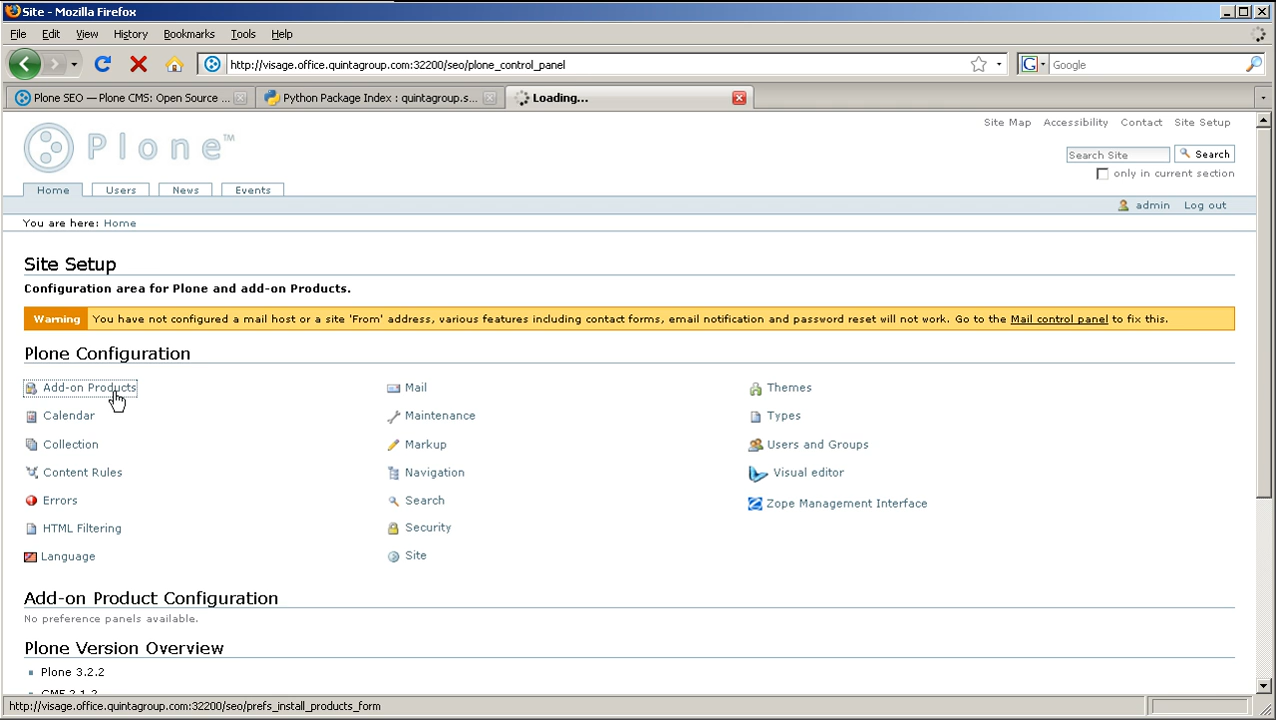 Site - Mozilla Firefox
File Edit View History Bookmarks Tools Help
http://visage.office.quintagroup.com:32200/seo/plone_control_panel
G Google
Plone SEO — Plone CMS: Open Source ... Python Package Index : quintagroup.s... Loading...
Site Map Accessibility Contact Site Setup
Plone™
Search Site Search
only in current section
Home Users News Events
admin Log out
You are here: Home
Site Setup
Configuration area for Plone and add-on Products.
Warning You have not configured a mail host or a site 'From' address, various features including contact forms, email notification and password reset will not work. Go to the Mail control panel to fix this.
Plone Configuration
Add-on Products Mail Themes
Calendar Maintenance Types
Collection Markup Users and Groups
Content Rules Navigation Visual editor
Errors Search Zope Management Interface
HTML Filtering Security
Language Site
Add-on Product Configuration
No preference panels available.
Plone Version Overview
Plone 3.2.2
CMF 2.1.2
http://visage.office.quintagroup.com:32200/seo/prefs_install_products_form